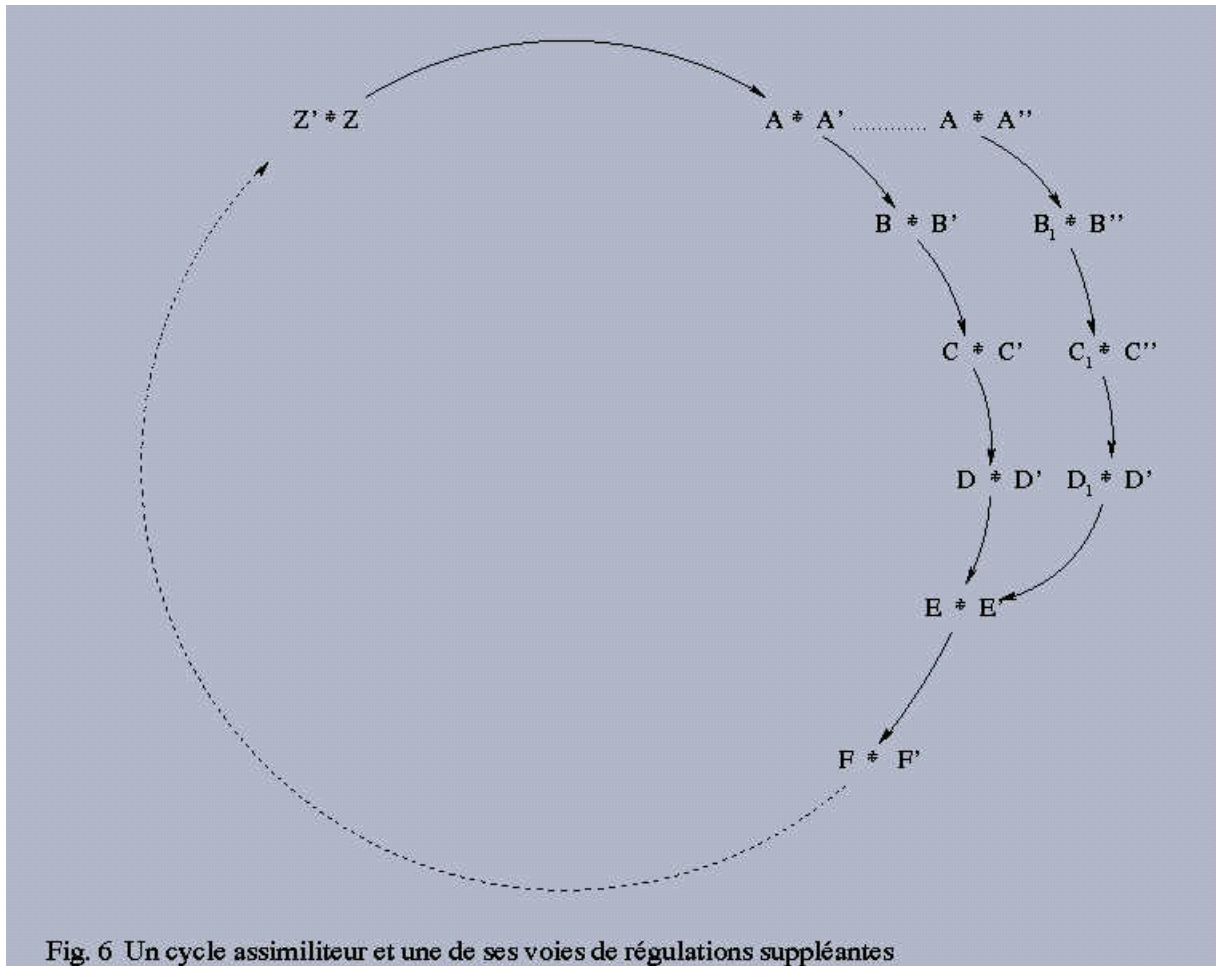 Z' * Z
A * A' ........... A * A''
B * B'
B₁ * B''
C * C'
C₁ * C''
D * D'
D₁ * D'
E * E'
F * F'
Fig. 6 Un cycle assimiliteur et une de ses voies de régulations suppléantes